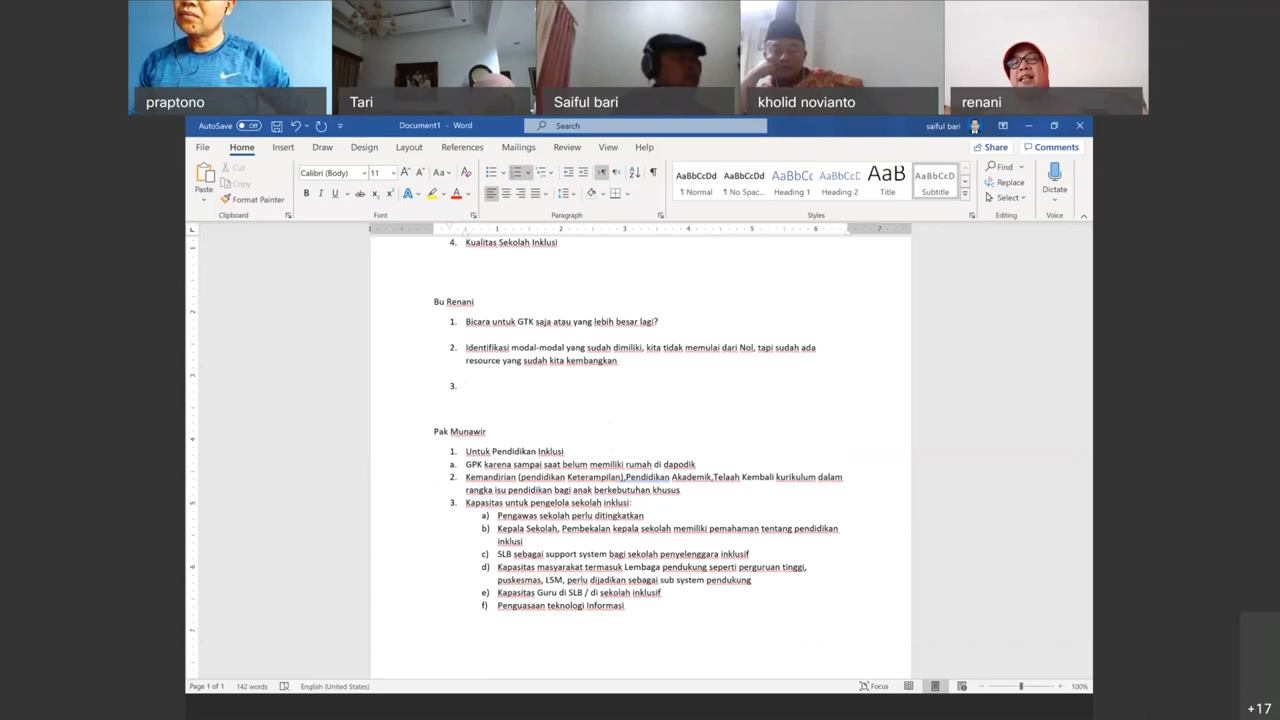 praptono
Tari
Saiful bari
kholid novianto
renani
AutoSave Off
Document1 - Word
Search
saiful bari
File Home Insert Draw Design Layout References Mailings Review View Help
Share Comments
Paste
Cut
Copy
Format Painter
Clipboard
Calibri (Body) 11
Font
Paragraph
AaBbCcDd AaBbCcDd AaBbCc AaBbCcD AaB AaBbCcD
¶ Normal ¶ No Spac... Heading 1 Heading 2 Title Subtitle
Styles
Find
Replace
Select
Editing
Dictate
Voice
4. Kualitas Sekolah Inklusi
Bu Renani
1. Bicara untuk GTK saja atau yang lebih besar lagi?
2. Identifikasi modal-modal yang sudah dimiliki, kita tidak memulai dari Nol, tapi sudah ada
resource yang sudah kita kembangkan
3.
Pak Munawir
1. Untuk Pendidikan Inklusi
a. GPK karena sampai saat belum memiliki rumah di dapodik
2. Kemandirian (pendidikan Keterampilan),Pendidikan Akademik,Telaah Kembali kurikulum dalam
rangka isu pendidikan bagi anak berkebutuhan khusus
3. Kapasitas untuk pengelola sekolah inklusi:
a) Pengawas sekolah perlu ditingkatkan
b) Kepala Sekolah, Pembekalan kepala sekolah memiliki pemahaman tentang pendidikan
inklusi
c) SLB sebagai support system bagi sekolah penyelenggara inklusif
d) Kapasitas masyarakat termasuk Lembaga pendukung seperti perguruan tinggi,
puskesmas, LSM, perlu dijadikan sebagai sub system pendukung
e) Kapasitas Guru di SLB / di sekolah inklusif
f) Penguasaan teknologi Informasi
Page 1 of 1 142 words English (United States)
Focus
100%
+17